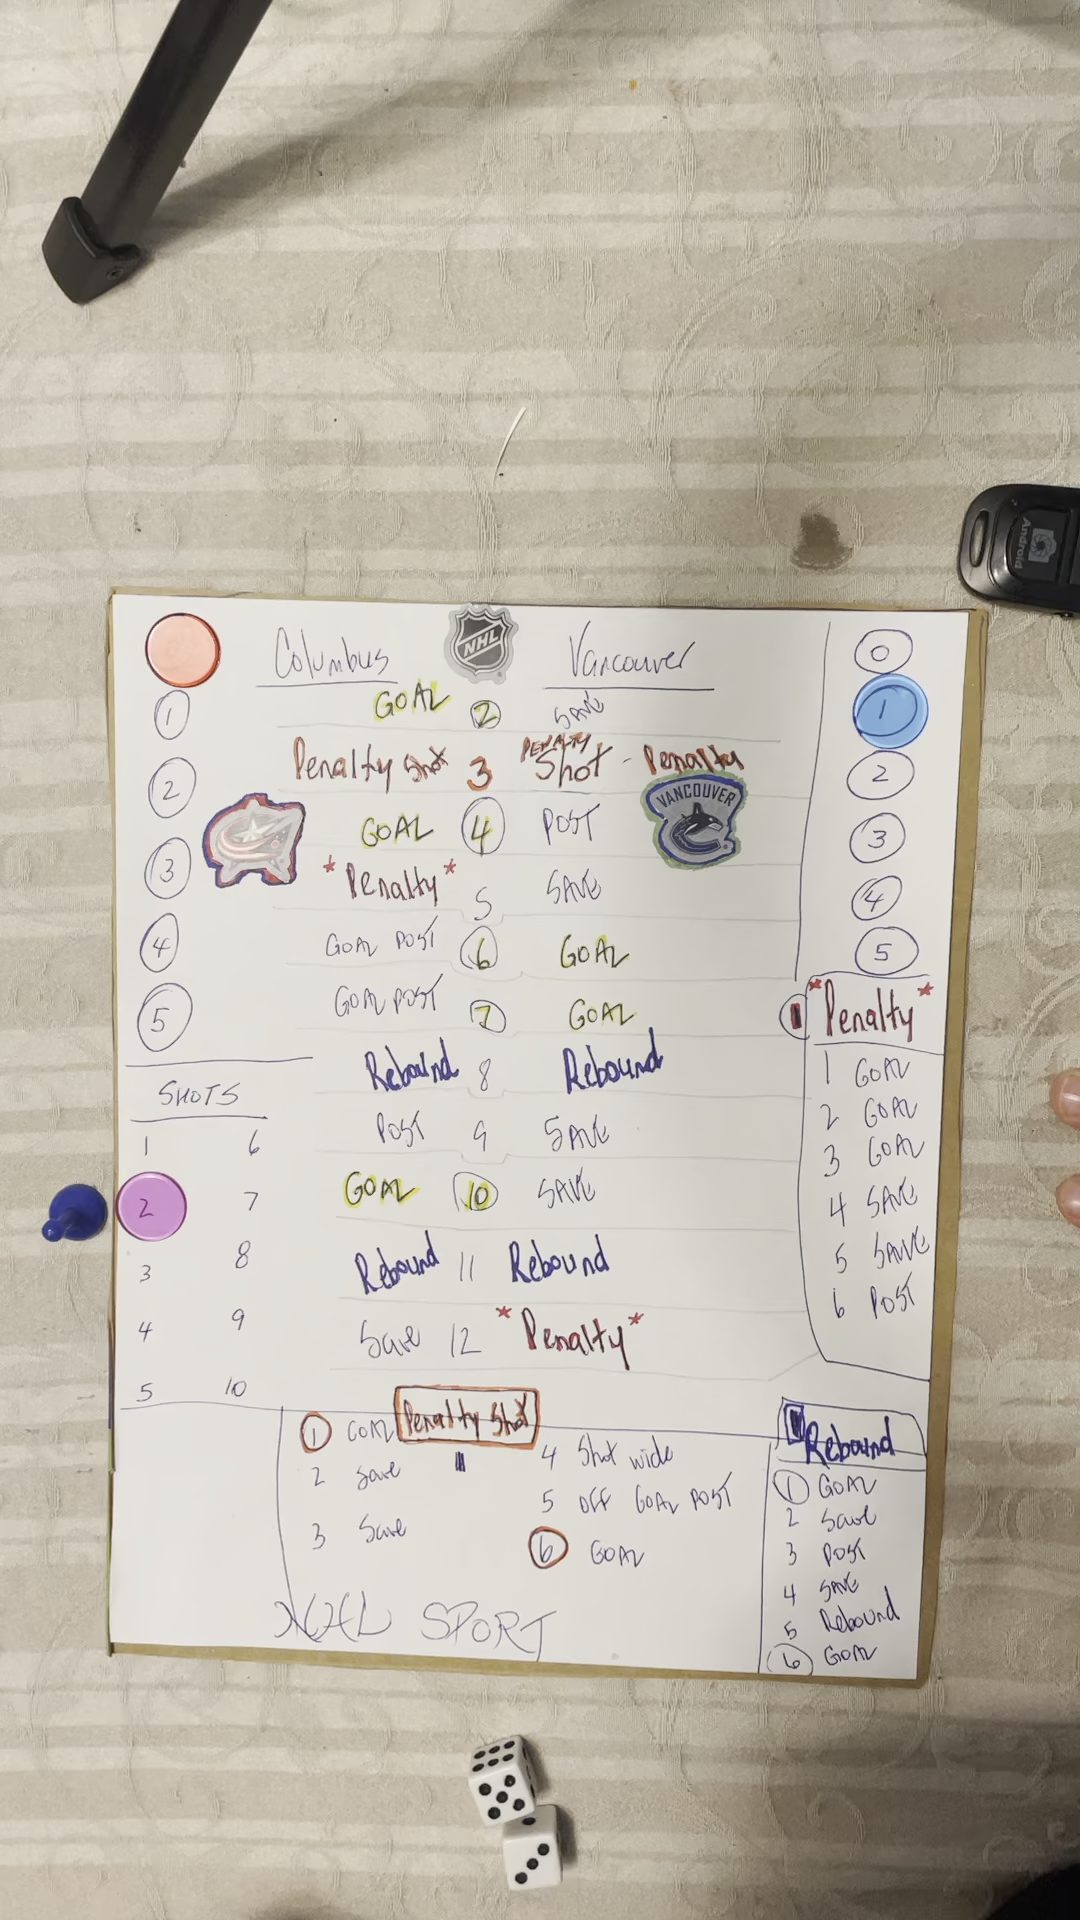 Columbus NHL Vancouver
GOAL 2 SAVE
Penalty Shot 3 PENALTY Shot - Penalty
VANCOUVER
GOAL 4 POST
*Penalty* 5 SAVE
GOAL POST 6 GOAL
GOAL POST 7 GOAL
Rebound 8 Rebound
POST 9 SAVE
GOAL 10 SAVE
Rebound 11 Rebound
Save 12 *Penalty*
1
2
3
4
5
SHOTS
1 6
2 7
3 8
4 9
5 10
0
1
2
3
4
5
*Penalty*
1 GOAL
2 GOAL
3 GOAL
4 SAVE
5 SAVE
6 POST
Penalty Shot
1 GOAL
2 Save
3 Save
4 Shot wide
5 OFF GOAL POST
6 GOAL
Rebound
1 GOAL
2 Save
3 POST
4 SAVE
5 Rebound
6 GOAL
NHL SPORT
Android